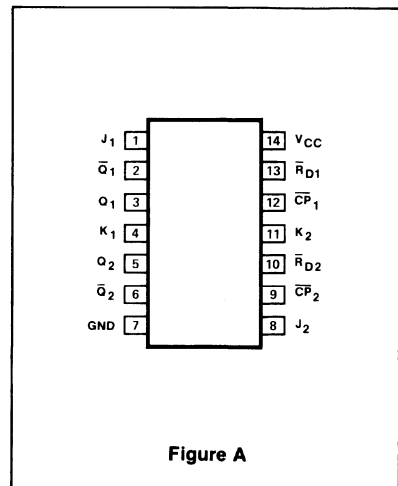 J1 1 14 VCC
Q̅1 2 13 R̅D1
Q1 3 12 C̅P̅1
K1 4 11 K2
Q2 5 10 R̅D2
Q̅2 6 9 C̅P̅2
GND 7 8 J2
Figure A